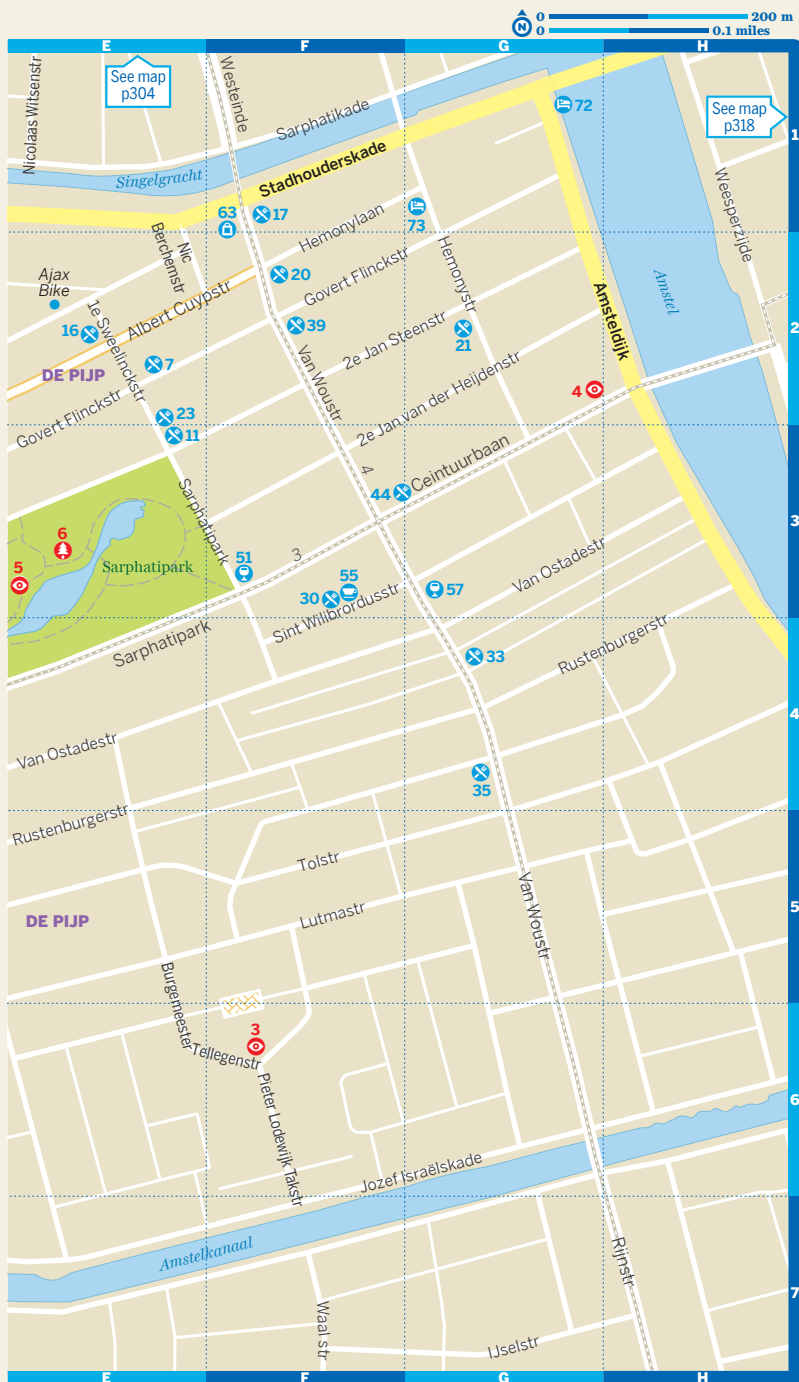 N
0 200 m
0 0.1 miles
E F G H
See map
p304
See map
p318
Nicolaas Witsenstr
Westeinde
Sarphatikade
72
1
Singelgracht
Stadhouderskade
Weesperzijde
63
17
73
Nic
Berchemstr
Hemonylaan
Hemonystr
Ajax
Bike
20
Govert Flinckstr
Amstel
Amsteldijk
1e Sweelinckstr
Albert Cuypstr
16
39
21
2
2e Jan Steenstr
7
DE PIJP
Van Woustr
2e Jan van der Heijdenstr
4
Govert Flinckstr
23
11
4
Ceintuurbaan
44
Sarphatipark
3
6
5
Sarphatipark
51
3
55
30
57
Van Ostadestr
Sint Willibrordusstr
Sarphatipark
33
Rustenburgerstr
4
Van Ostadestr
35
Rustenburgerstr
Tolstr
Van Woustr
5
Lutmastr
DE PIJP
Burgemeester
Tellegenstr
3
Pieter Lodewijk Takstr
6
Jozef Israëlskade
Amstelkanaal
Rijnstr
7
Waal str
IJselstr
E F G H